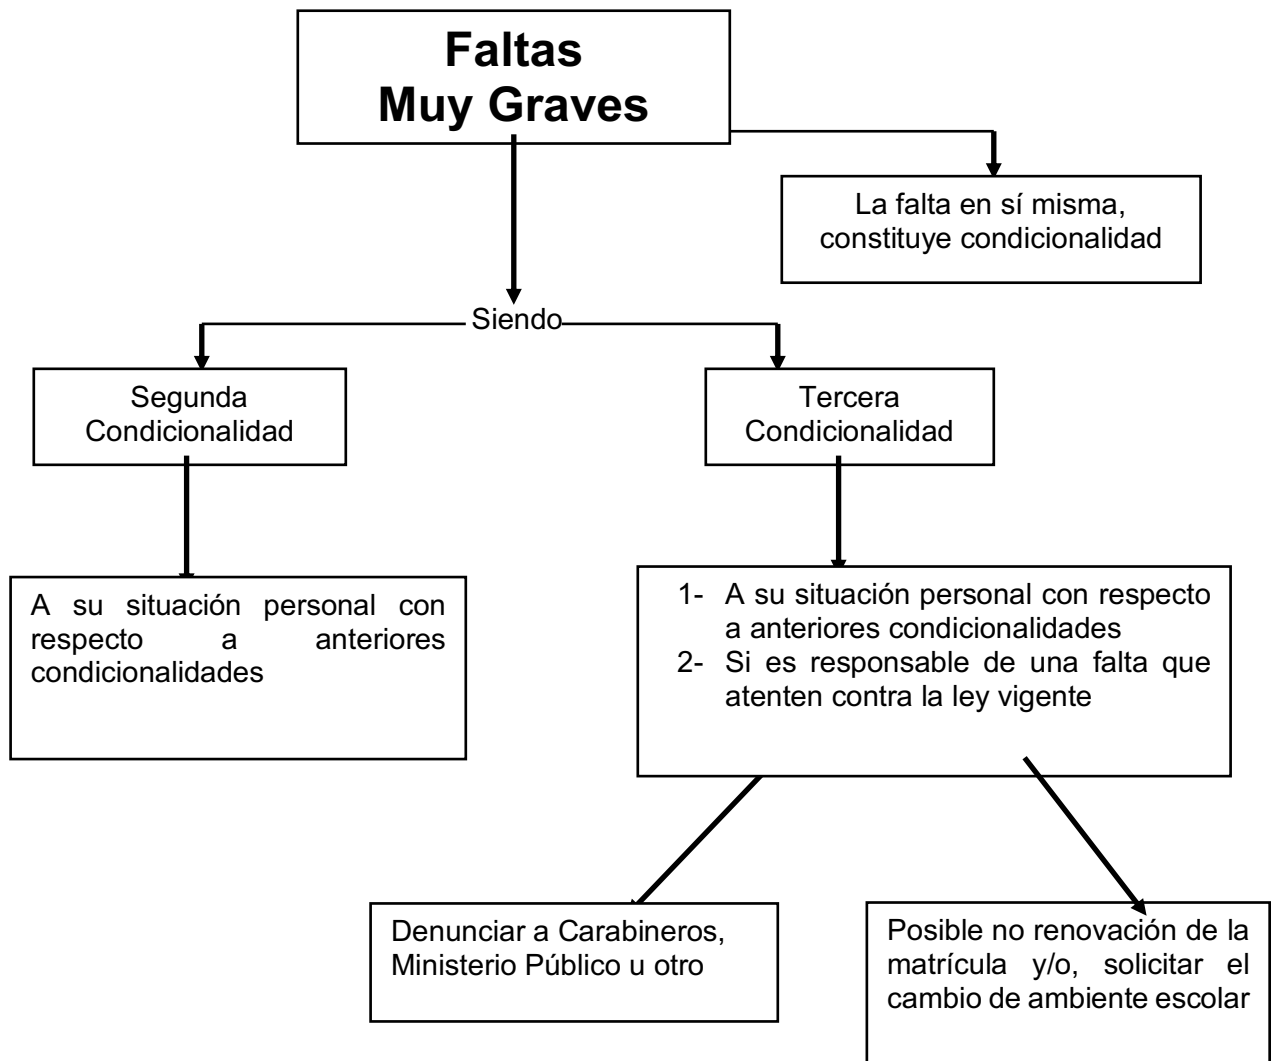 Faltas
Muy Graves
La falta en sí misma,
constituye condicionalidad
Siendo
Segunda
Condicionalidad
Tercera
Condicionalidad
A su situación personal con
respecto a anteriores
condicionalidades
1- A su situación personal con respecto
a anteriores condicionalidades
2- Si es responsable de una falta que
atenten contra la ley vigente
Denunciar a Carabineros,
Ministerio Público u otro
Posible no renovación de la
matrícula y/o, solicitar el
cambio de ambiente escolar